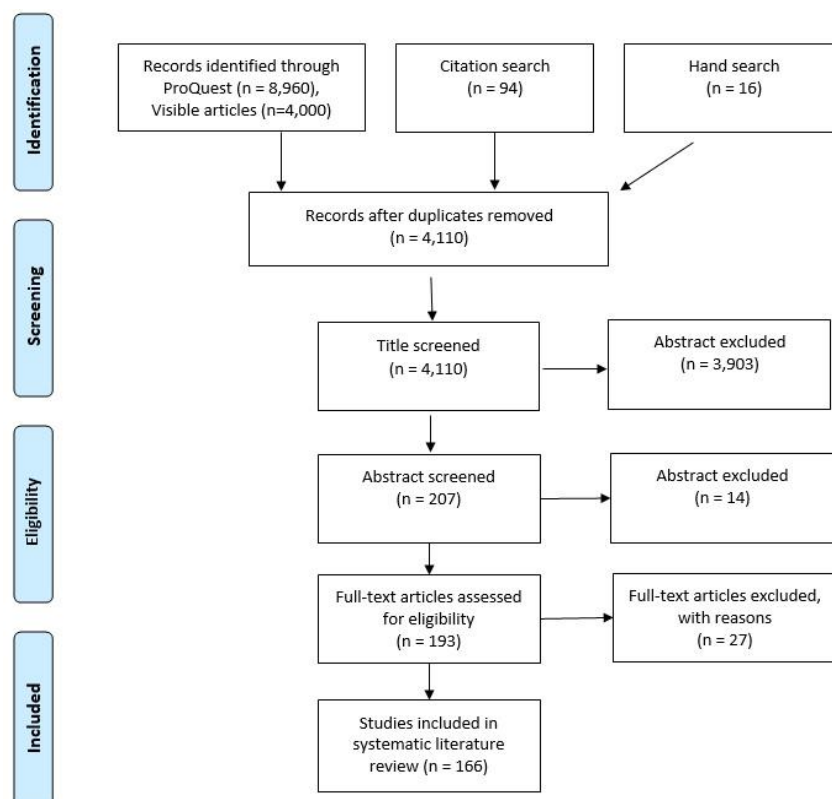 Identification
Records identified through
ProQuest (n = 8,960),
Visible articles (n=4,000)
Citation search
(n = 94)
Hand search
(n = 16)
Records after duplicates removed
(n = 4,110)
Screening
Title screened
(n = 4,110)
Abstract excluded
(n = 3,903)
Eligibility
Abstract screened
(n = 207)
Abstract excluded
(n = 14)
Full-text articles assessed
for eligibility
(n = 193)
Full-text articles excluded,
with reasons
(n = 27)
Included
Studies included in
systematic literature
review (n = 166)